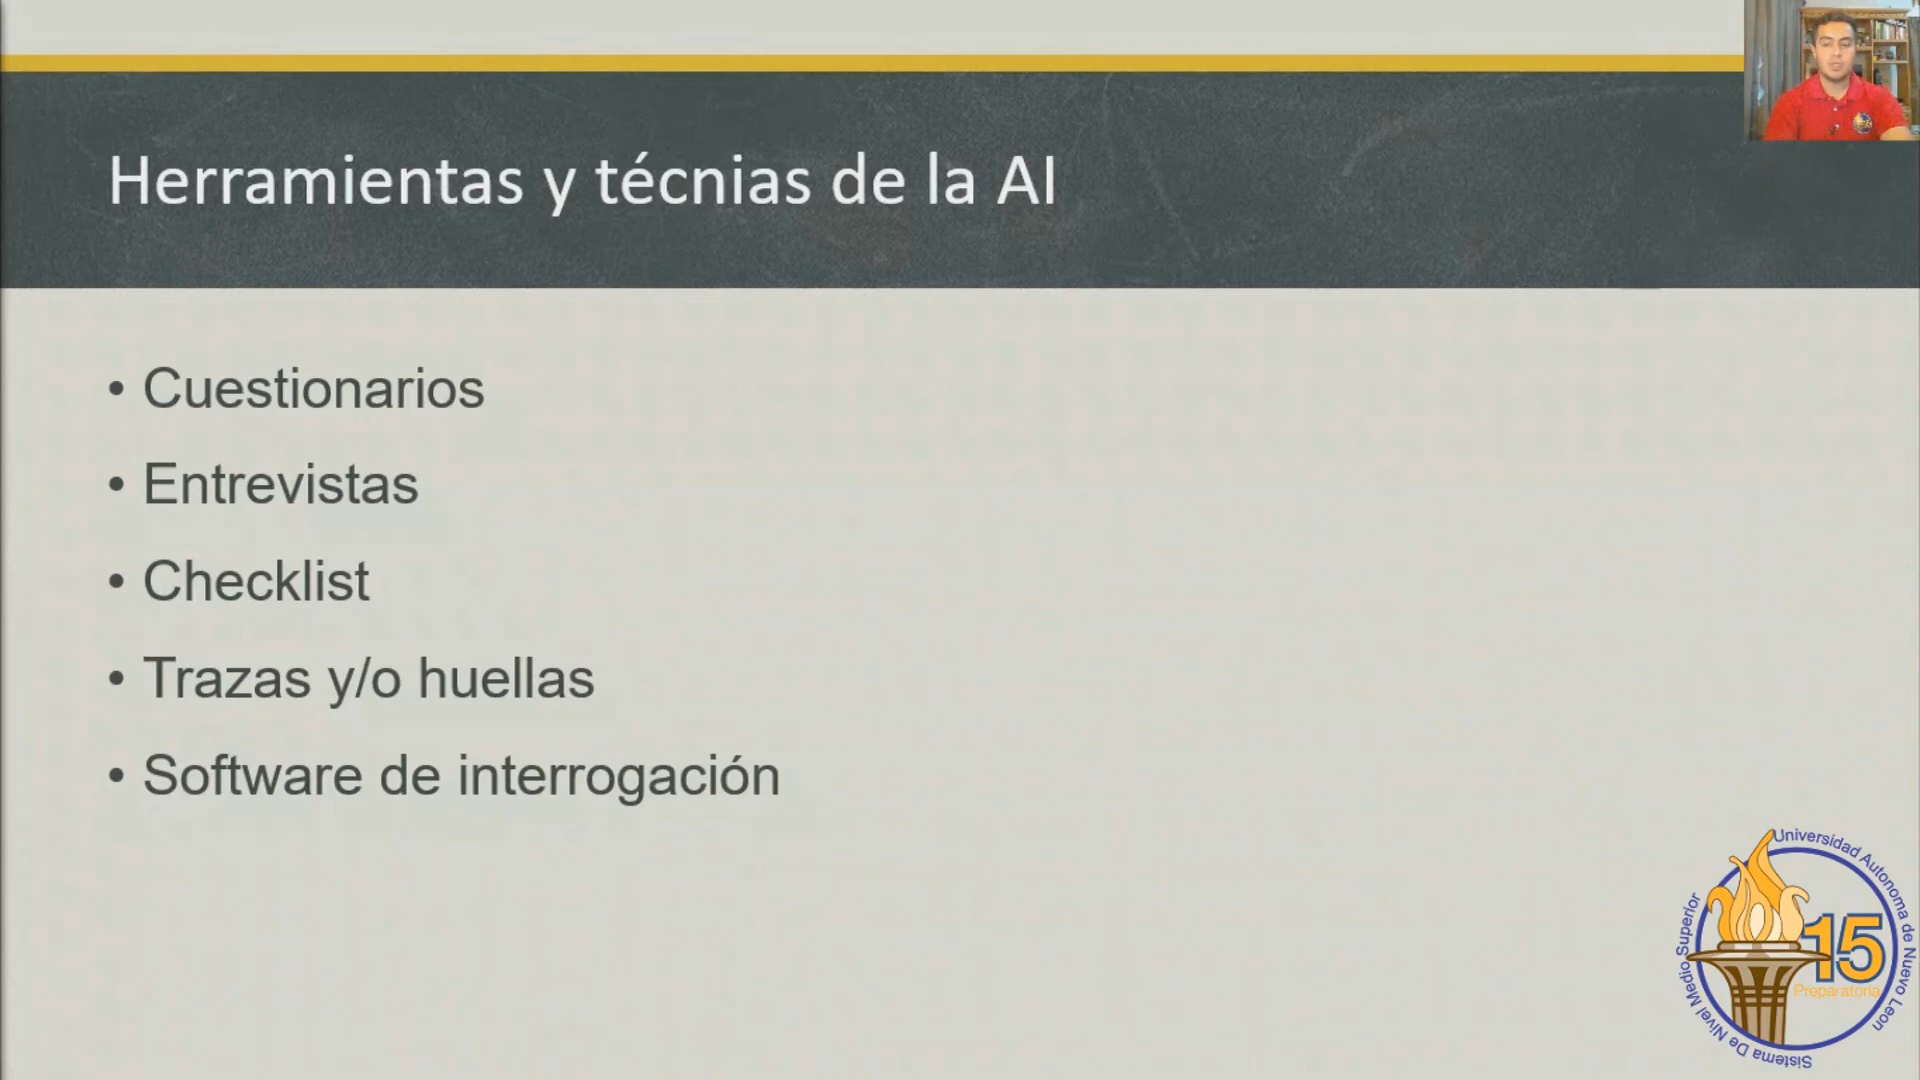 Herramientas y técnias de la AI
• Cuestionarios
• Entrevistas
• Checklist
• Trazas y/o huellas
• Software de interrogación
Universidad Autonoma de Nuevo Leon
15
Preparatoria
Sistema De Nivel Medio Superior